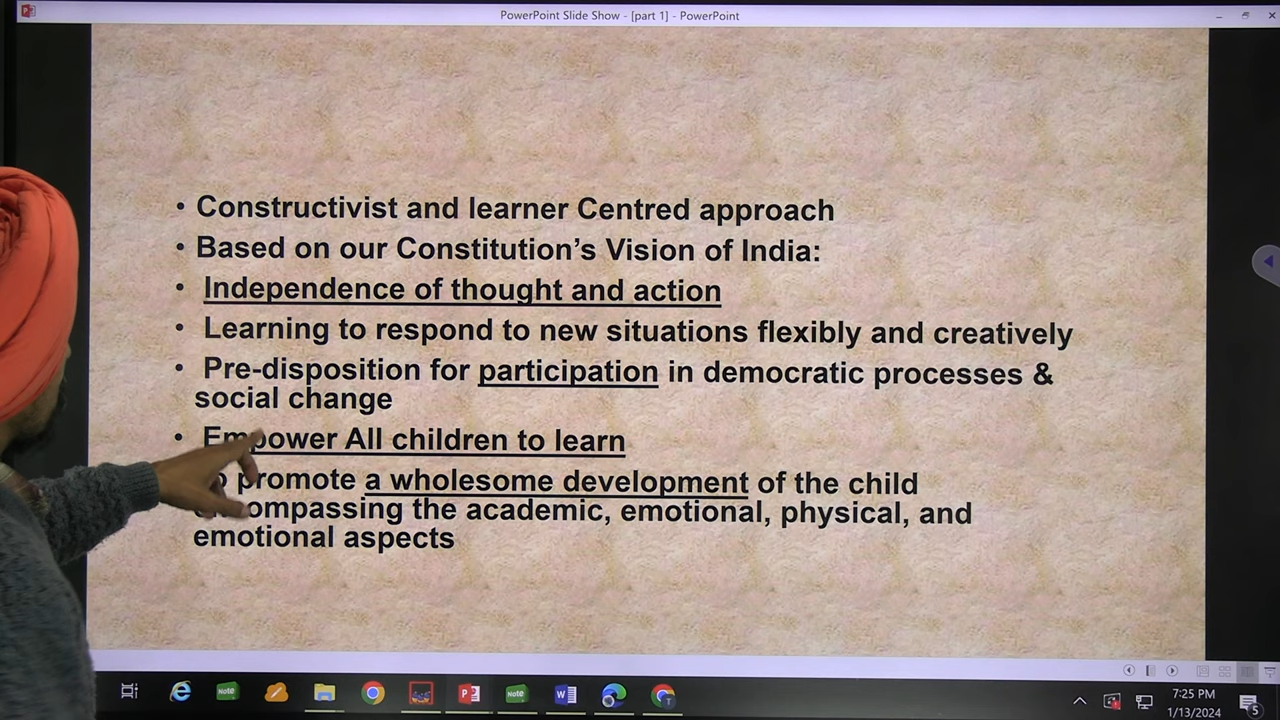 PowerPoint Slide Show - [part 1] - PowerPoint
• Constructivist and learner Centred approach
• Based on our Constitution's Vision of India:
• Independence of thought and action
• Learning to respond to new situations flexibly and creatively
• Pre-disposition for participation in democratic processes &
social change
• Empower All children to learn
promote a wholesome development of the child
the academic, emotional, physical, and
emotional aspects
Note
Note
7:25 PM
1/13/2024
5